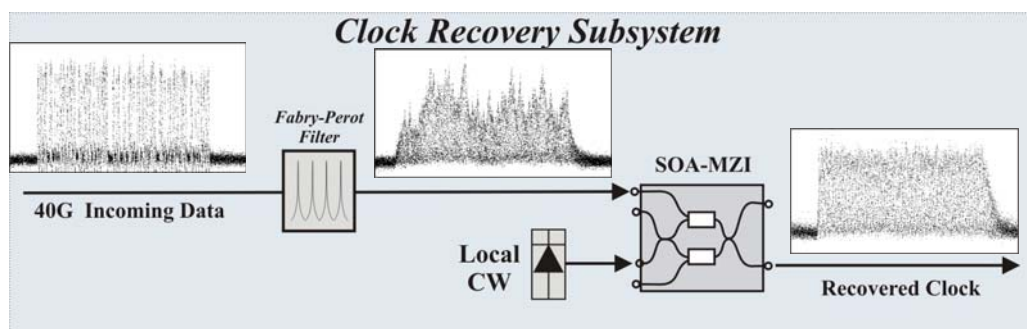 Clock Recovery Subsystem
Fabry-Perot
Filter
SOA-MZI
40G Incoming Data
Local
CW
Recovered Clock